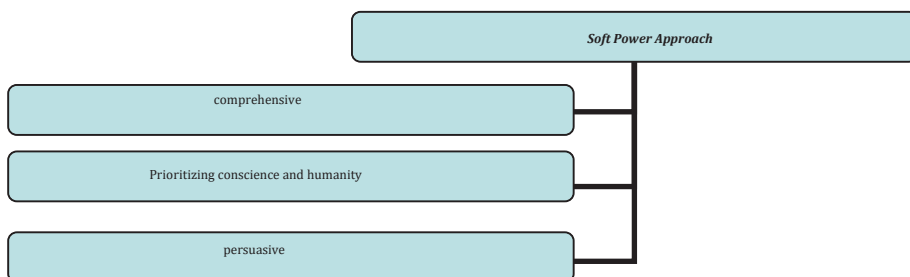 Soft Power Approach
comprehensive
Prioritizing conscience and humanity
persuasive